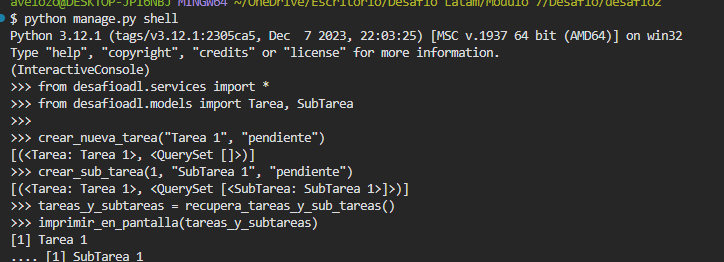 avelozo@DESKTOP-JPI6NBJ MINGW64 ~/OneDrive/Escritorio/Desafio Latam/Modulo 7/Desafio/desafio2
$ python manage.py shell
Python 3.12.1 (tags/v3.12.1:2305ca5, Dec  7 2023, 22:03:25) [MSC v.1937 64 bit (AMD64)] on win32
Type "help", "copyright", "credits" or "license" for more information.
(InteractiveConsole)
>>> from desafioadl.services import *
>>> from desafioadl.models import Tarea, SubTarea
>>>
>>> crear_nueva_tarea("Tarea 1", "pendiente")
[(<Tarea: Tarea 1>, <QuerySet []>)]
>>> crear_sub_tarea(1, "SubTarea 1", "pendiente")
[(<Tarea: Tarea 1>, <QuerySet [<SubTarea: SubTarea 1>]>)]
>>> tareas_y_subtareas = recupera_tareas_y_sub_tareas()
>>> imprimir_en_pantalla(tareas_y_subtareas)
[1] Tarea 1
.... [1] SubTarea 1